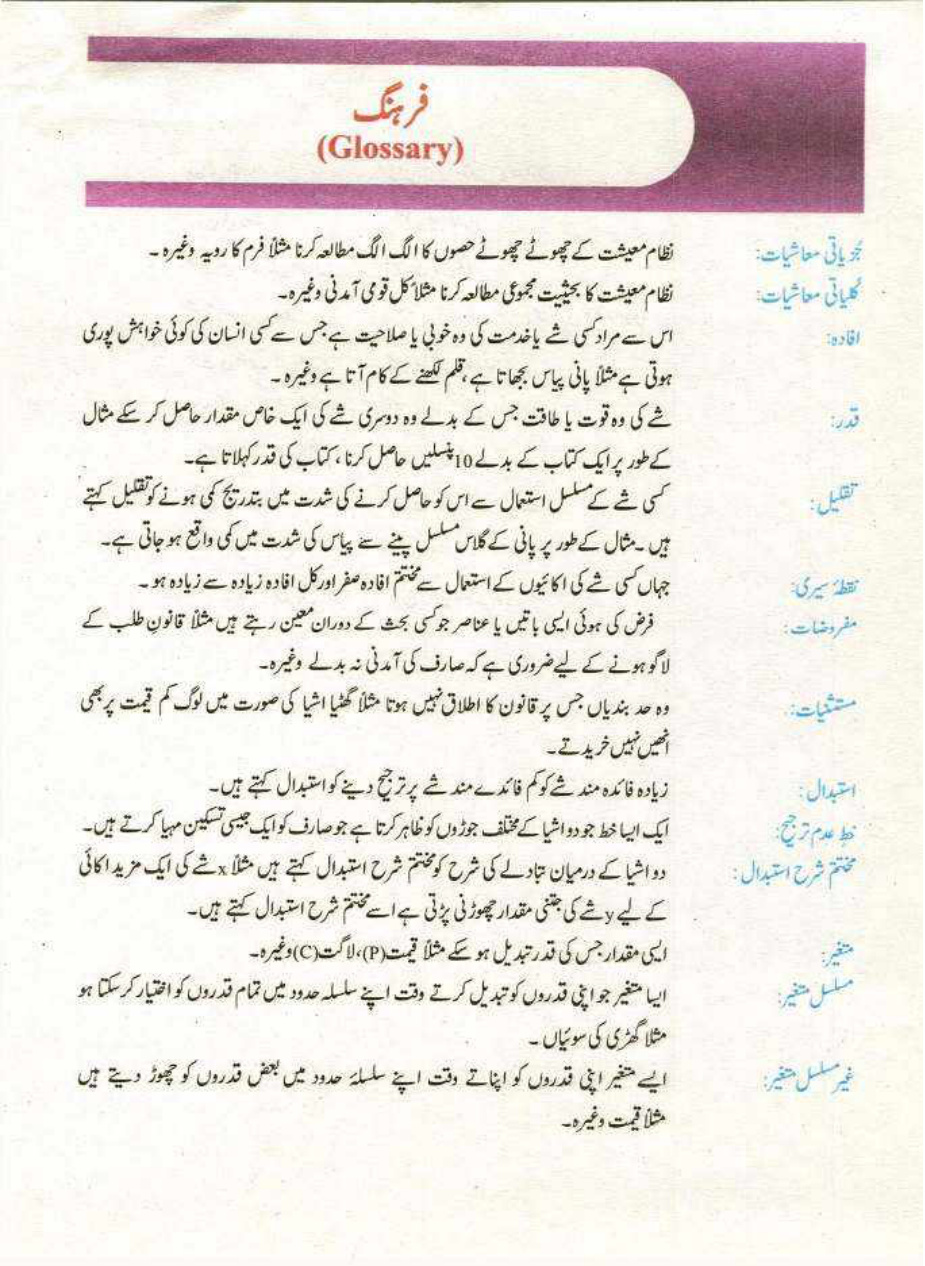 فرہنگ
(Glossary)
جُزیاتی معاشیات: نظام معیشت کے چھوٹے چھوٹے حصوں کا الگ الگ مطالعہ کرنا مثلاً فرم کا رویہ وغیرہ ۔
کُلیاتی معاشیات: نظام معیشت کا بحیثیت مجموعی مطالعہ کرنا مثلاً کل قومی آمدنی وغیرہ۔
افادہ: اس سے مراد کسی شے یا خدمت کی وہ خوبی یا صلاحیت ہے جس سے کسی انسان کی کوئی خواہش پوری
ہوتی ہے مثلاً پانی پیاس بجھاتا ہے ،قلم لکھنے کے کام آتا ہے وغیرہ ۔
قدر: شے کی وہ قوت یا طاقت جس کے بدلے وہ دوسری شے کی ایک خاص مقدار حاصل کر سکے مثال
کے طور پر ایک کتاب کے بدلے 10 پنسلیں حاصل کرنا ، کتاب کی قدر کہلاتا ہے۔
تقلیل: کسی شے کے مسلسل استعمال سے اس کو حاصل کرنے کی شدت میں بتدریج کمی ہونے کو تقلیل کہتے
ہیں ۔مثال کے طور پر پانی کے گلاس مسلسل پینے سے پیاس کی شدت میں کمی واقع ہو جاتی ہے۔
نقطۂ سیری: جہاں کسی شے کی اکائیوں کے استعمال سے مختتم افادہ صفر اور کل افادہ زیادہ سے زیادہ ہو ۔
مفروضات: فرض کی ہوئی ایسی باتیں یا عناصر جو کسی بحث کے دوران معین رہتے ہیں مثلاً قانونِ طلب کے
لاگو ہونے کے لیے ضروری ہے کہ صارف کی آمدنی نہ بدلے وغیرہ۔
مستثنیات: وہ حد بندیاں جس پر قانون کا اطلاق نہیں ہوتا مثلاً گھٹیا اشیا کی صورت میں لوگ کم قیمت پر بھی
انھیں نہیں خریدتے ۔
استبدال: زیادہ فائدہ مند شے کو کم فائدے مند شے پر ترجیح دینے کو استبدال کہتے ہیں۔
خطِ عدم ترجیح: ایک ایسا خط جو دو اشیا کے مختلف جوڑوں کو ظاہر کرتا ہے جو صارف کو ایک جیسی تسکین مہیا کرتے ہیں۔
مختتم شرح استبدال: دو اشیا کے درمیان تبادلے کی شرح کو مختتم شرح استبدال کہتے ہیں مثلاً x شے کی ایک مزید اکائی
کے لیے y شے کی جتنی مقدار چھوڑنی پڑتی ہے اسے مختتم شرح استبدال کہتے ہیں۔
متغیر: ایسی مقدار جس کی قدر تبدیل ہو سکے مثلاً قیمت(P)،لاگت(C)وغیرہ۔
مسلسل متغیر: ایسا متغیر جو اپنی قدروں کو تبدیل کرتے وقت اپنے سلسلہ حدود میں تمام قدروں کو اختیار کرسکتا ہو
مثلا گھڑی کی سوئیاں ۔
غیر مسلسل متغیر: ایسے متغیر اپنی قدروں کو اپناتے وقت اپنے سلسلۂ حدود میں بعض قدروں کو چھوڑ دیتے ہیں
مثلاً قیمت وغیرہ۔